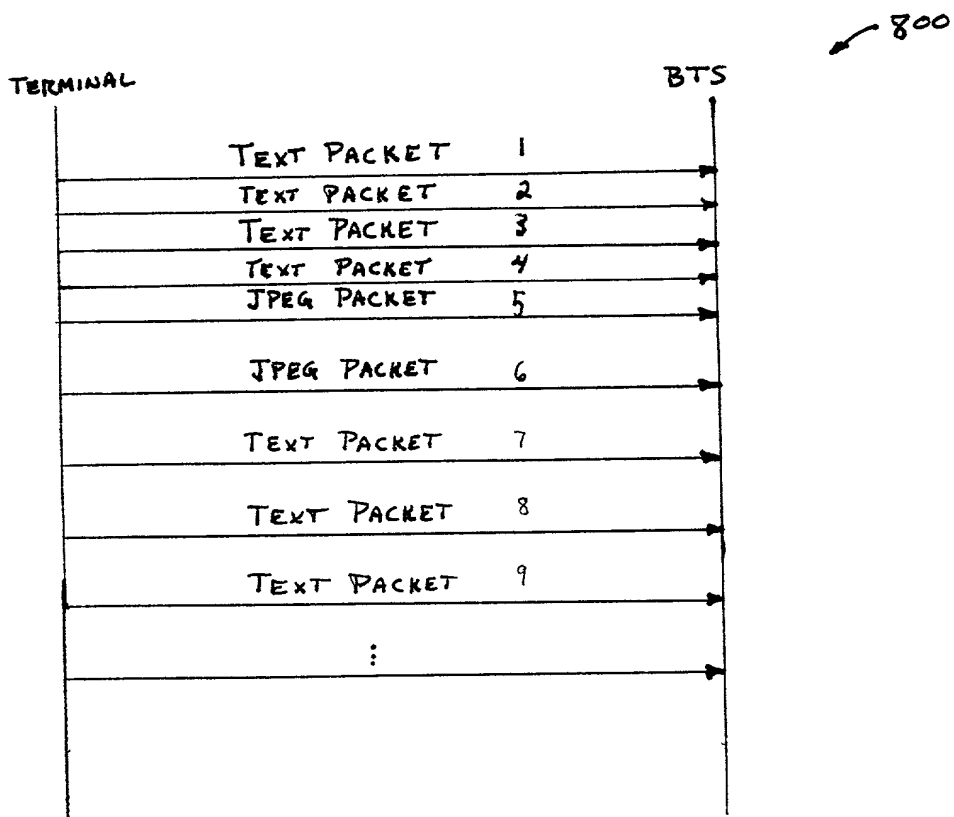 800
TERMINAL BTS
TEXT PACKET 1
TEXT PACKET 2
TEXT PACKET 3
TEXT PACKET 4
JPEG PACKET 5
JPEG PACKET 6
TEXT PACKET 7
TEXT PACKET 8
TEXT PACKET 9
⋮